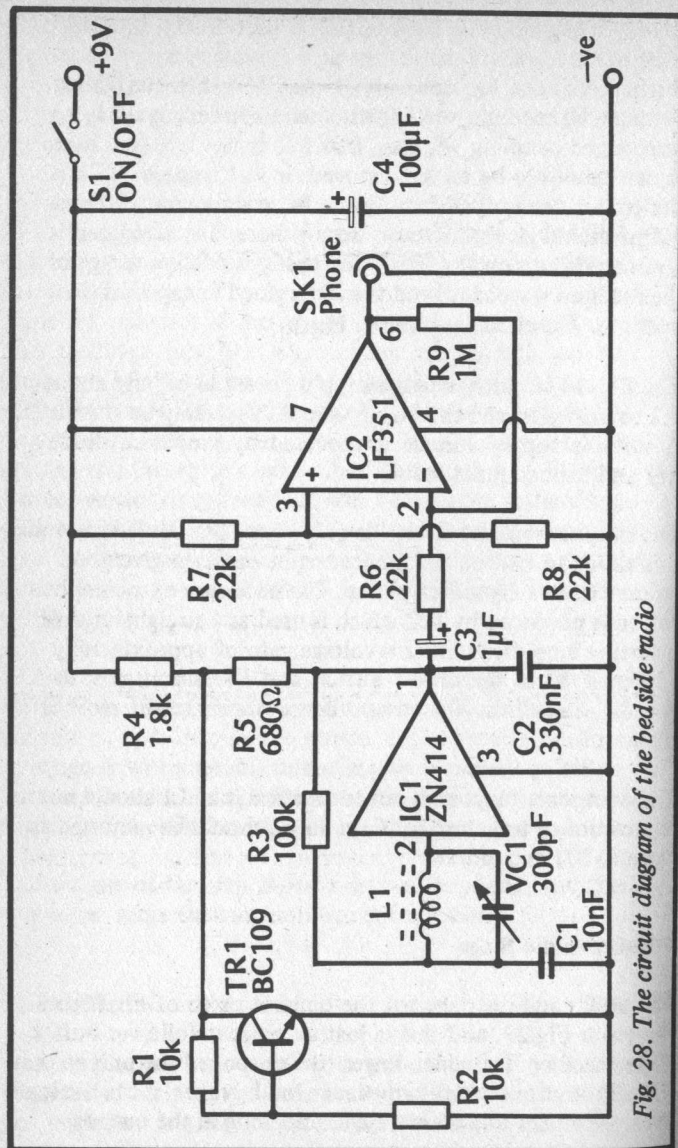 S1
ON/OFF
+9V
R1
10k
TR1
BC109
R2
10k
R4
1.8k
R5
680Ω
R3
100k
L1
2
IC1
ZN414
1
3
VC1
300pF
C1
10nF
C3
1µF
C2
330nF
R7
22k
R6
22k
R8
22k
3
+
2
–
IC2
LF351
7
6
4
R9
1M
SK1
Phone
+
C4
100µF
–ve
Fig. 28. The circuit diagram of the bedside radio